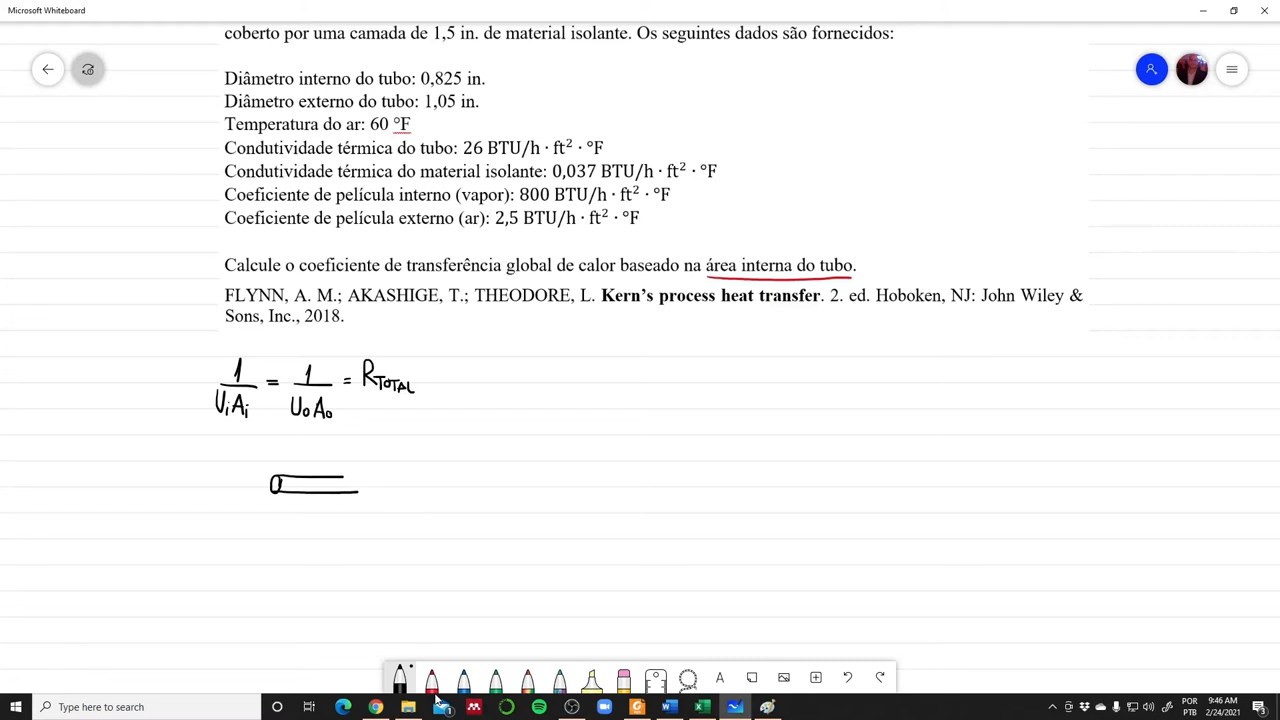 Microsoft Whiteboard
coberto por uma camada de 1,5 in. de material isolante. Os seguintes dados são fornecidos:
Diâmetro interno do tubo: 0,825 in.
Diâmetro externo do tubo: 1,05 in.
Temperatura do ar: 60 °F
Condutividade térmica do tubo: 26 BTU/h · ft² · °F
Condutividade térmica do material isolante: 0,037 BTU/h · ft² · °F
Coeficiente de película interno (vapor): 800 BTU/h · ft² · °F
Coeficiente de película externo (ar): 2,5 BTU/h · ft² · °F
Calcule o coeficiente de transferência global de calor baseado na área interna do tubo.
FLYNN, A. M.; AKASHIGE, T.; THEODORE, L. Kern's process heat transfer. 2. ed. Hoboken, NJ: John Wiley &
Sons, Inc., 2018.
1/(UiAi) = 1/(UoAo) = RTOTAL
Type here to search
POR
PTB
9:46 AM
2/24/2021